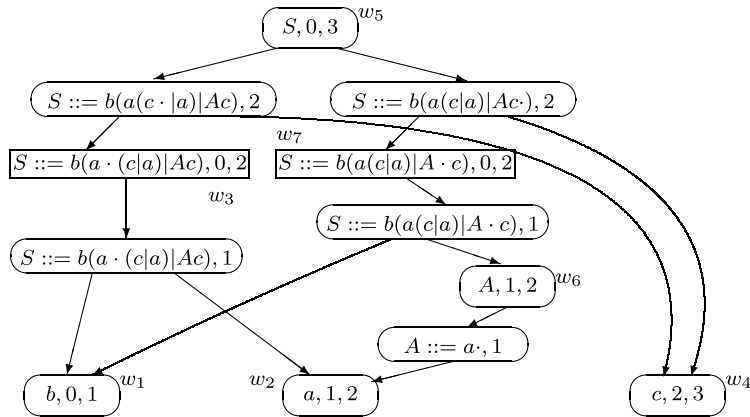 S, 0, 3 w5
S ::= b(a(c · |a)|Ac), 2
S ::= b(a(c|a)|Ac·), 2
w7
S ::= b(a · (c|a)|Ac), 0, 2
S ::= b(a(c|a)|A · c), 0, 2
w3
S ::= b(a(c|a)|A · c), 1
S ::= b(a · (c|a)|Ac), 1
A, 1, 2 w6
A ::= a·, 1
b, 0, 1 w1
w2 a, 1, 2
c, 2, 3 w4